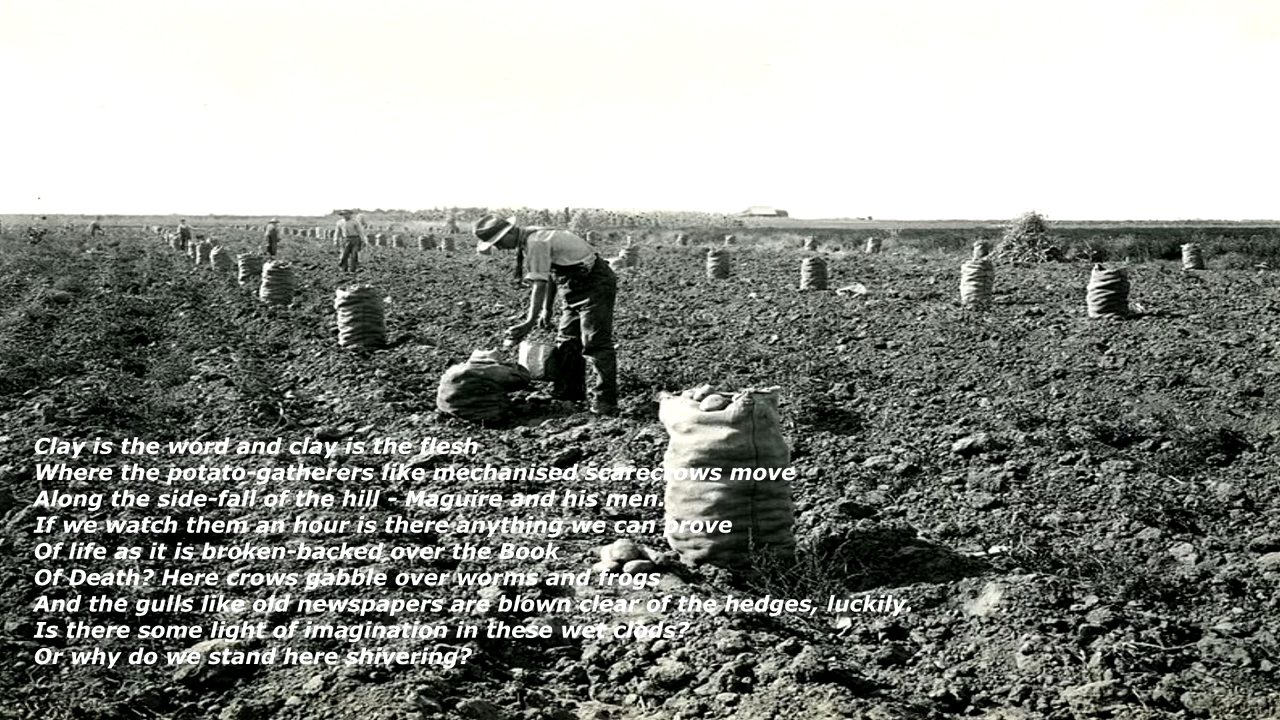 Clay is the word and clay is the flesh
Where the potato-gatherers like mechanised scarecrows move
Along the side-fall of the hill - Maguire and his men.
If we watch them an hour is there anything we can prove
Of life as it is broken-backed over the Book
Of Death? Here crows gabble over worms and frogs
And the gulls like old newspapers are blown clear of the hedges, luckily.
Is there some light of imagination in these wet clods?
Or why do we stand here shivering?